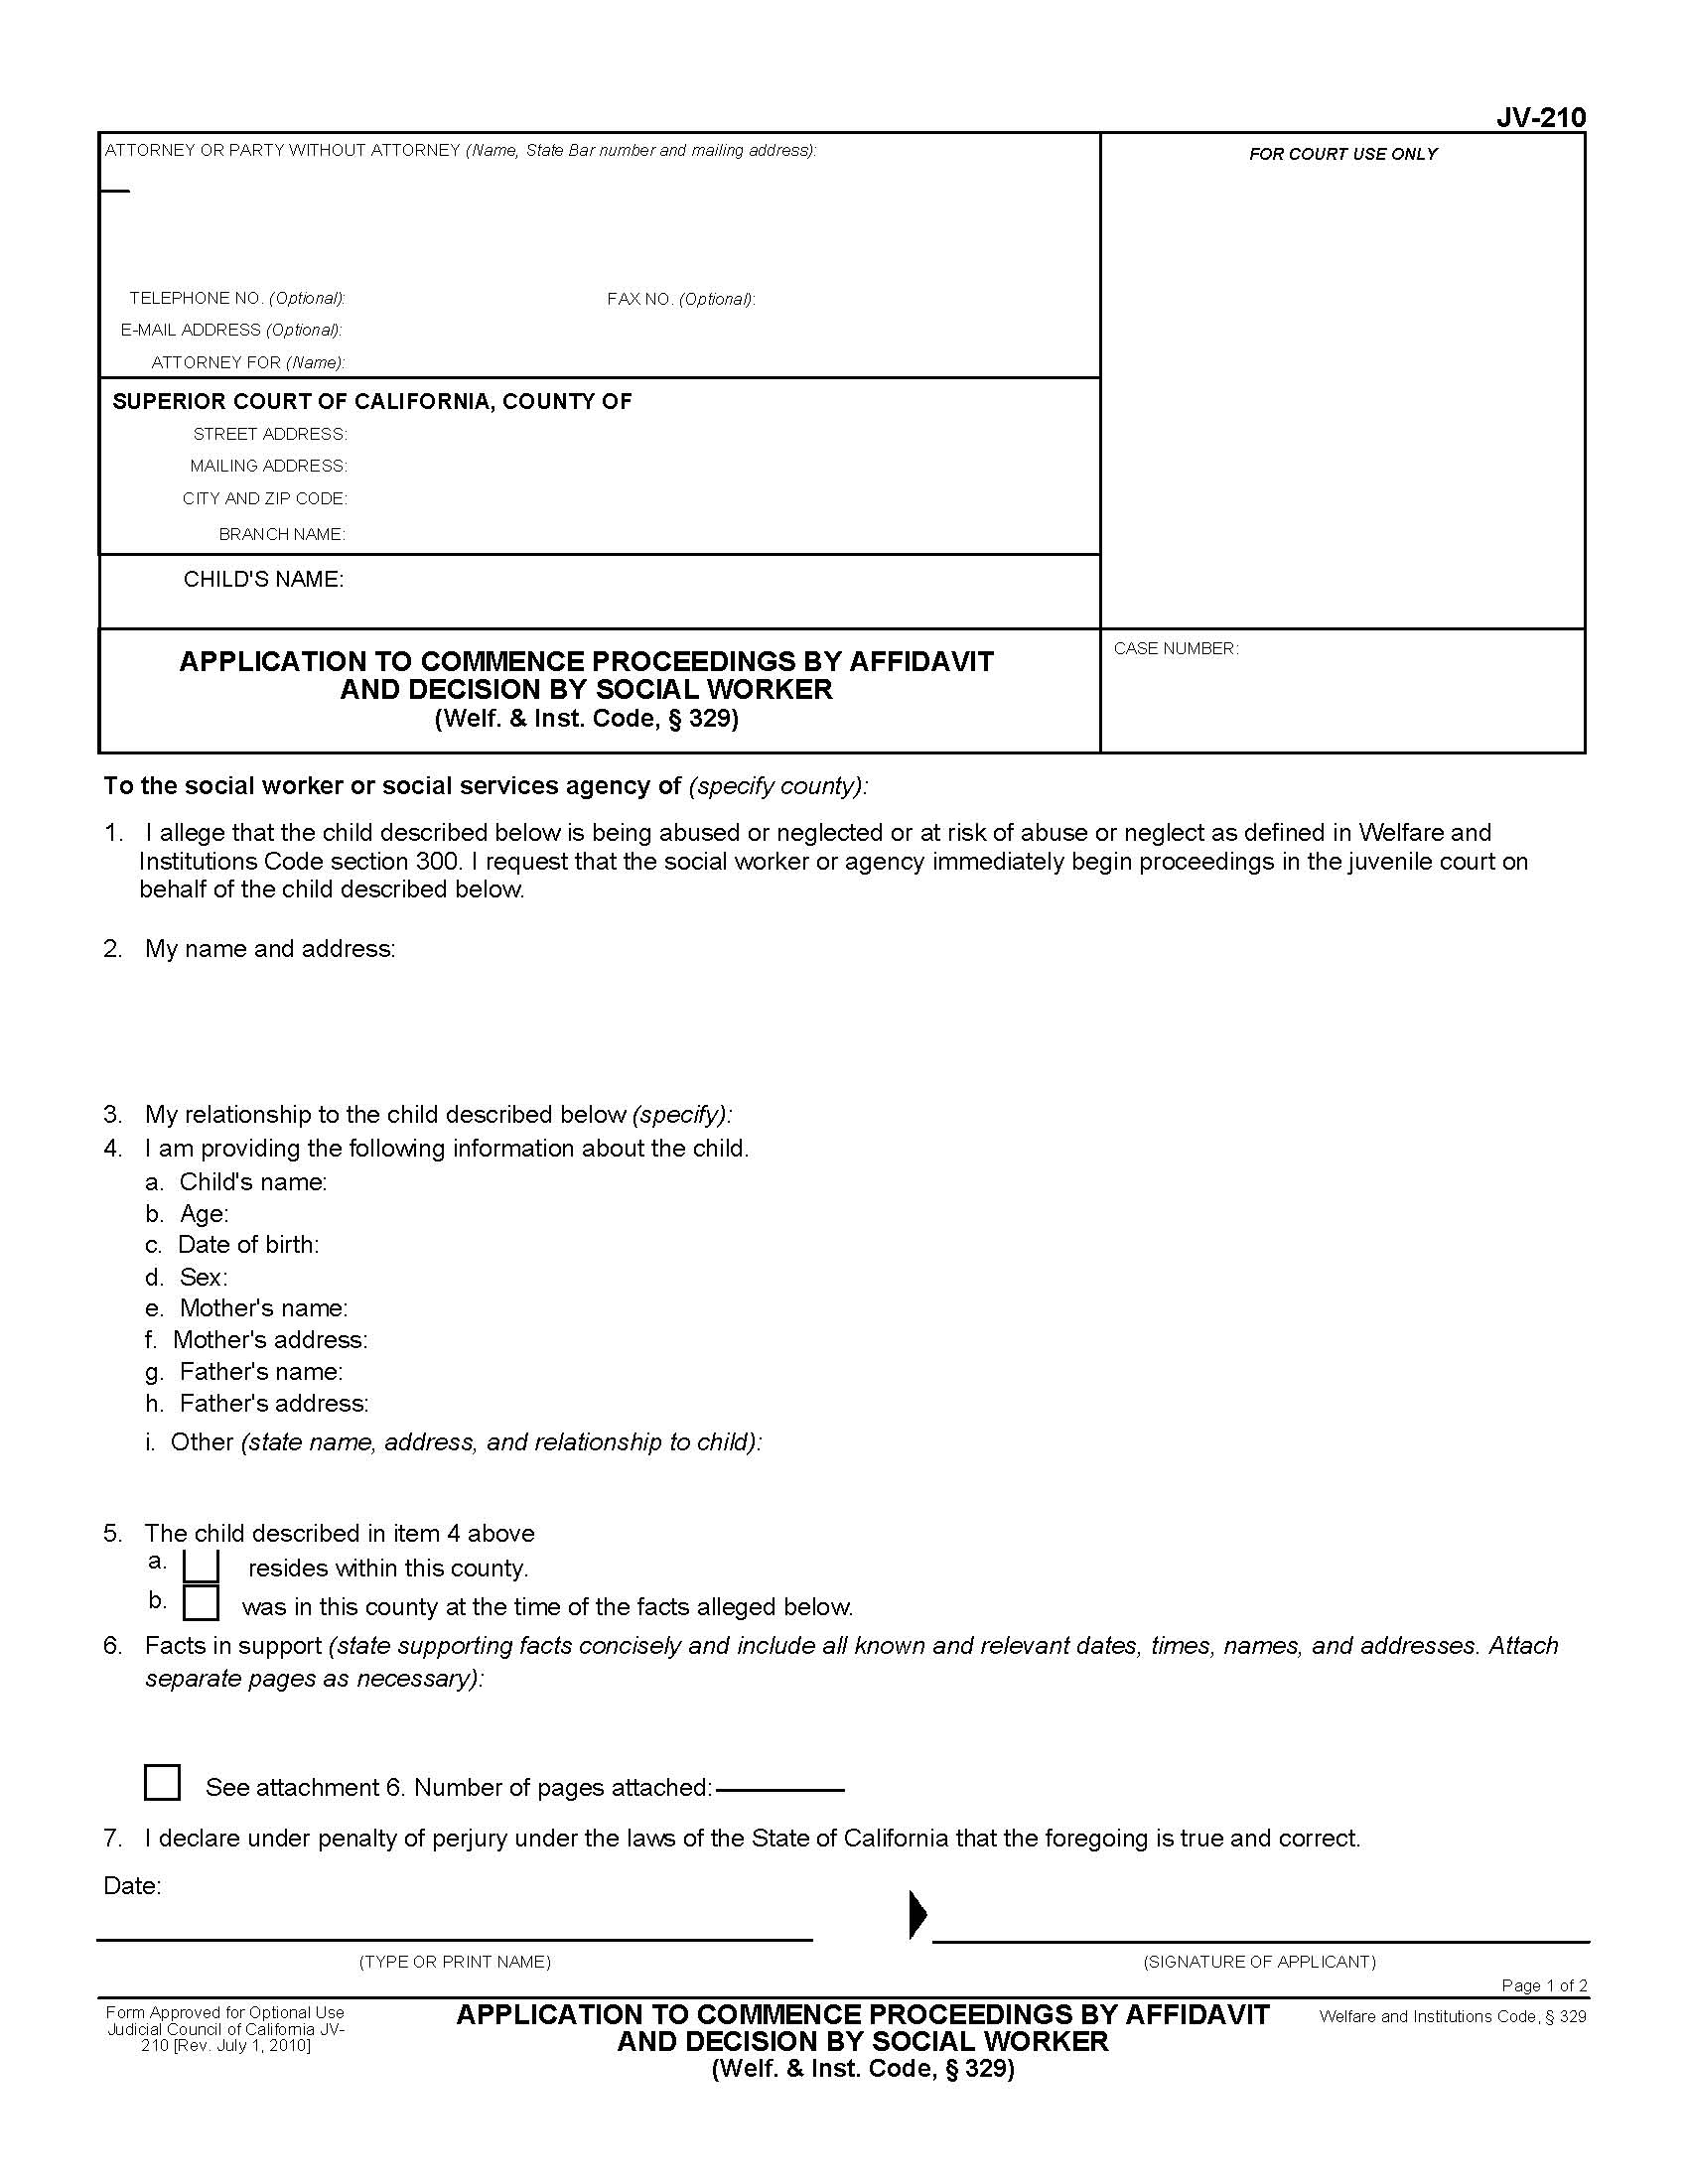 JV-210
ATTORNEY OR PARTY WITHOUT ATTORNEY (Name, State Bar number and mailing address):
FOR COURT USE ONLY
TELEPHONE NO. (Optional): FAX NO. (Optional):
E-MAIL ADDRESS (Optional):
ATTORNEY FOR (Name):
SUPERIOR COURT OF CALIFORNIA, COUNTY OF
STREET ADDRESS:
MAILING ADDRESS:
CITY AND ZIP CODE:
BRANCH NAME:
CHILD'S NAME:
APPLICATION TO COMMENCE PROCEEDINGS BY AFFIDAVIT
AND DECISION BY SOCIAL WORKER
(Welf. & Inst. Code, § 329)
CASE NUMBER:
To the social worker or social services agency of (specify county):
1. I allege that the child described below is being abused or neglected or at risk of abuse or neglect as defined in Welfare and
Institutions Code section 300. I request that the social worker or agency immediately begin proceedings in the juvenile court on
behalf of the child described below.
2. My name and address:
3. My relationship to the child described below (specify):
4. I am providing the following information about the child.
a. Child's name:
b. Age:
c. Date of birth:
d. Sex:
e. Mother's name:
f. Mother's address:
g. Father's name:
h. Father's address:
i. Other (state name, address, and relationship to child):
5. The child described in item 4 above
a. resides within this county.
b. was in this county at the time of the facts alleged below.
6. Facts in support (state supporting facts concisely and include all known and relevant dates, times, names, and addresses. Attach
separate pages as necessary):
See attachment 6. Number of pages attached:
7. I declare under penalty of perjury under the laws of the State of California that the foregoing is true and correct.
Date:
(TYPE OR PRINT NAME) (SIGNATURE OF APPLICANT)
Page 1 of 2
Form Approved for Optional Use
Judicial Council of California JV-
210 [Rev. July 1, 2010]
APPLICATION TO COMMENCE PROCEEDINGS BY AFFIDAVIT
AND DECISION BY SOCIAL WORKER
(Welf. & Inst. Code, § 329)
Welfare and Institutions Code, § 329